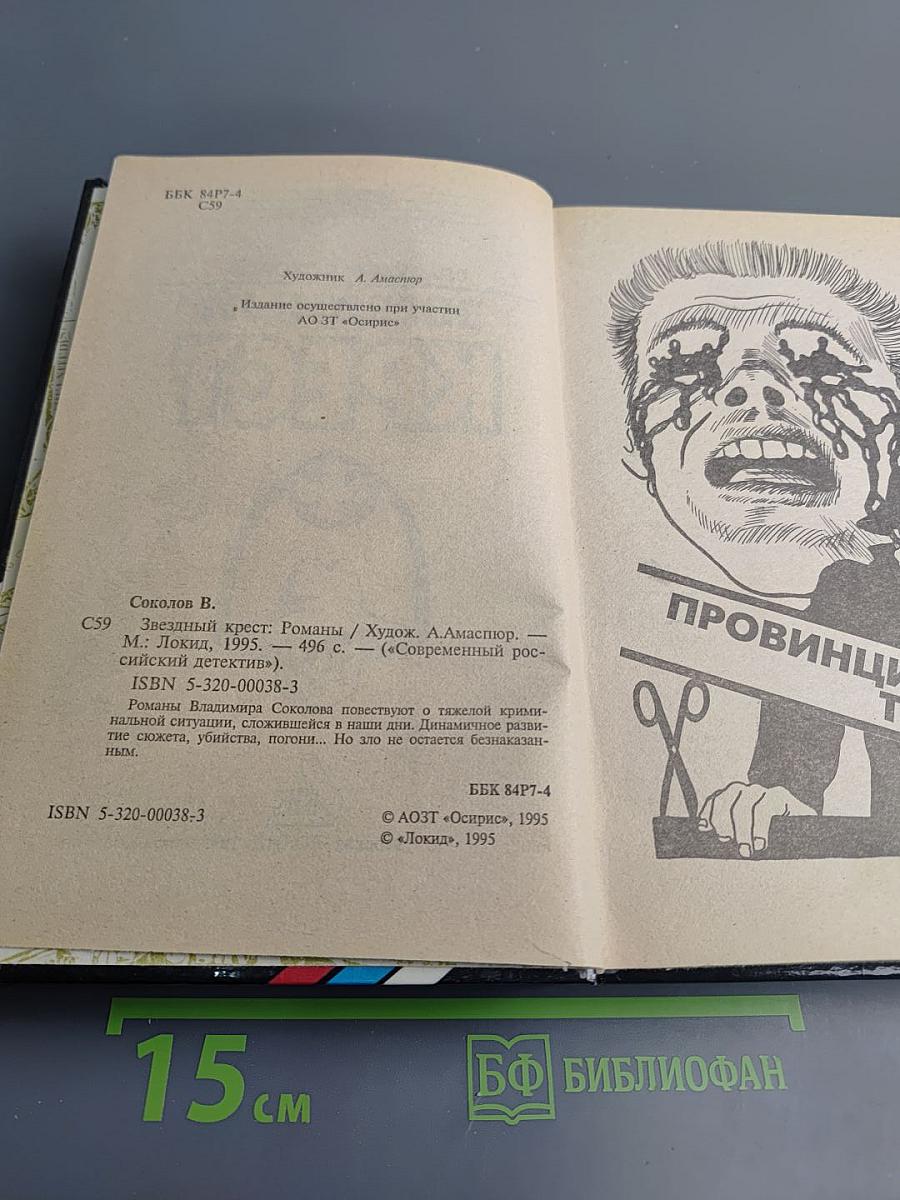 ББК 84Р7-4
С59
Художник А. Амаспюр
Издание осуществлено при участии
АО ЗТ «Осирис»
Соколов В.
С59 Звездный крест: Романы / Худож. А.Амаспюр. —
М.: Локид, 1995. — 496 с. — («Современный рос-
сийский детектив»).
ISBN 5-320-00038-3
Романы Владимира Соколова повествуют о тяжелой крими-
нальной ситуации, сложившейся в наши дни. Динамичное разви-
тие сюжета, убийства, погони... Но зло не остается безнаказан-
ным.
ББК 84Р7-4
ISBN 5-320-00038-3
© АОЗТ «Осирис», 1995
© «Локид», 1995
ПРОВИНЦИ
Т
15 см
БФ БИБЛИОФАН